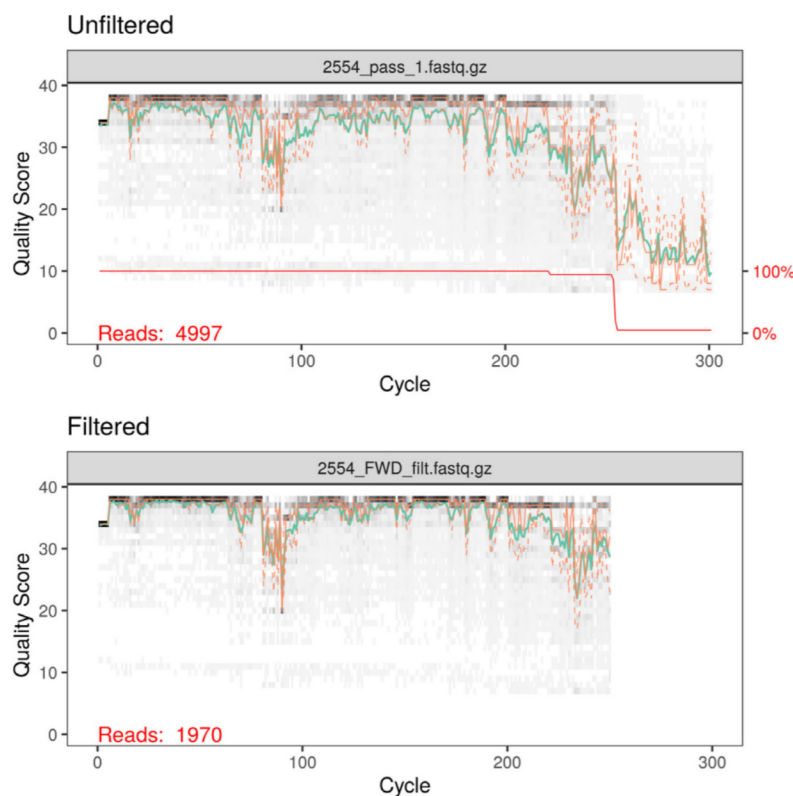 Unfiltered
2554_pass_1.fastq.gz
40
30
20
10
0
Quality Score
100%
0%
Reads: 4997
0
100
200
300
Cycle
Filtered
2554_FWD_filt.fastq.gz
40
30
20
10
0
Quality Score
Reads: 1970
0
100
200
300
Cycle